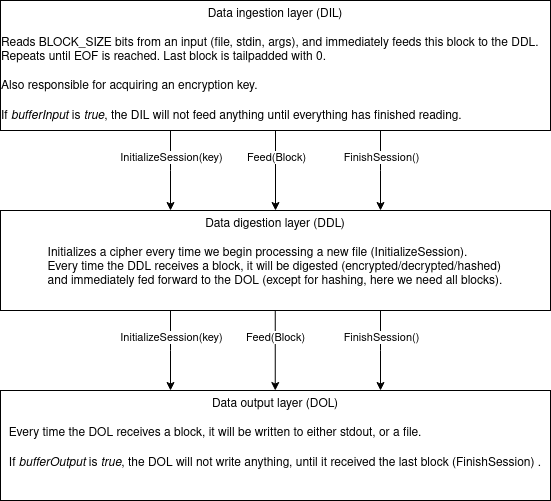 Data ingestion layer (DIL)
Reads BLOCK_SIZE bits from an input (file, stdin, args), and immediately feeds this block to the DDL.
Repeats until EOF is reached. Last block is tailpadded with 0.
Also responsible for acquiring an encryption key.
If bufferInput is true, the DIL will not feed anything until everything has finished reading.
InitializeSession(key) Feed(Block) FinishSession()
Data digestion layer (DDL)
Initializes a cipher every time we begin processing a new file (InitializeSession).
Every time the DDL receives a block, it will be digested (encrypted/decrypted/hashed)
and immediately fed forward to the DOL (except for hashing, here we need all blocks).
InitializeSession(key) Feed(Block) FinishSession()
Data output layer (DOL)
Every time the DOL receives a block, it will be written to either stdout, or a file.
If bufferOutput is true, the DOL will not write anything, until it received the last block (FinishSession) .